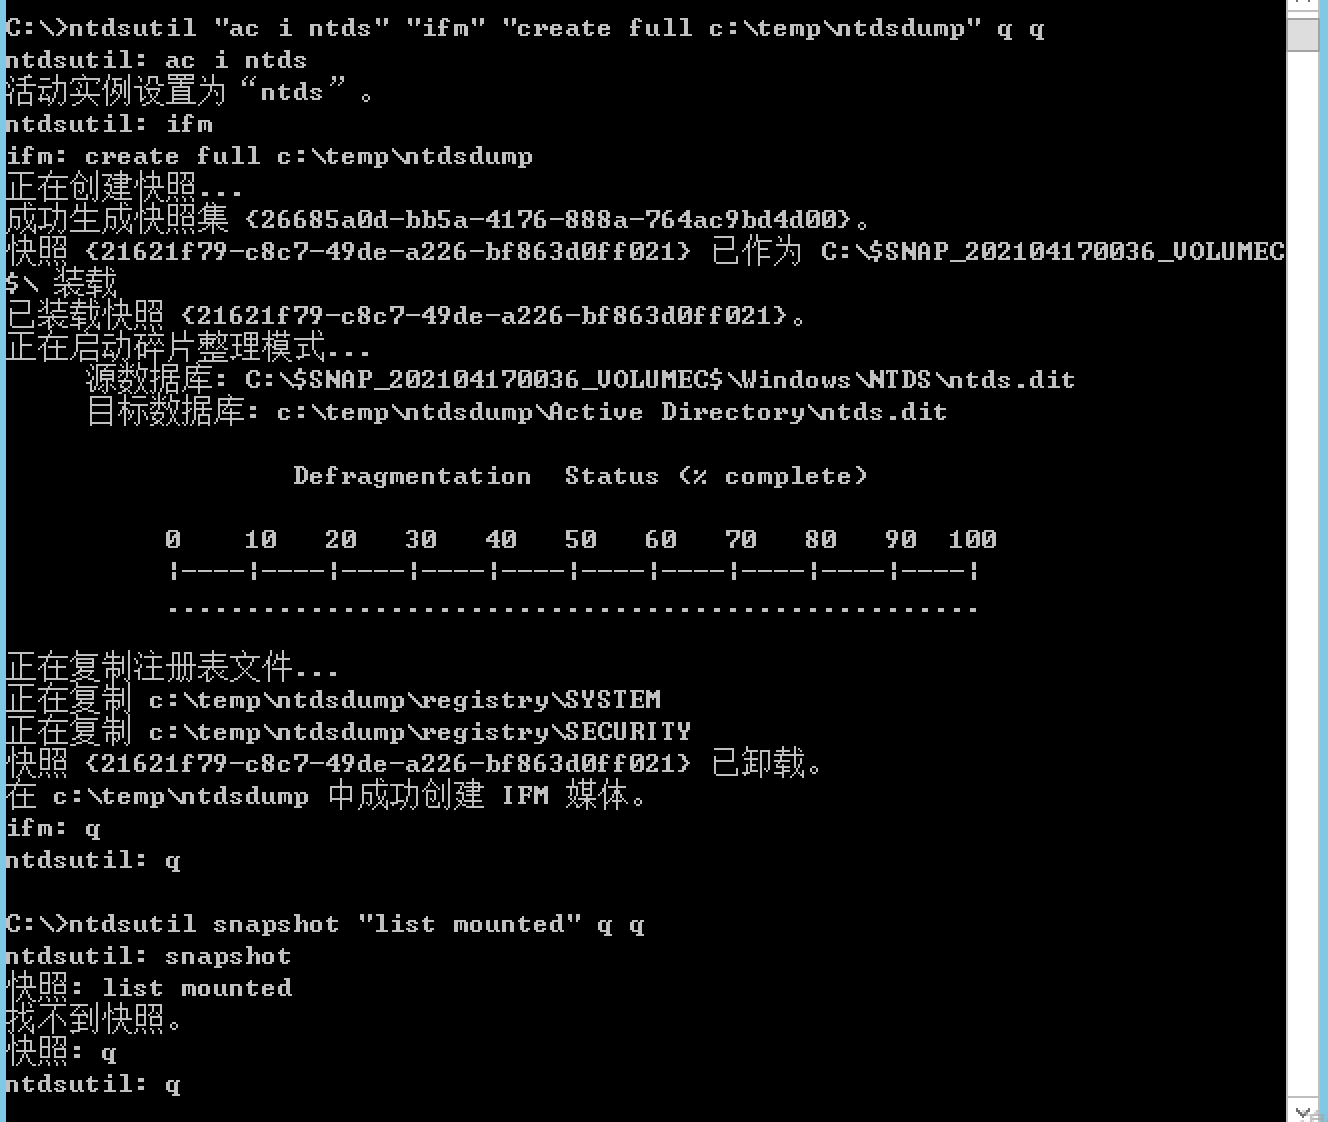 C:\>ntdsutil "ac i ntds" "ifm" "create full c:\temp\ntdsdump" q q
ntdsutil: ac i ntds
活动实例设置为“ntds”。
ntdsutil: ifm
ifm: create full c:\temp\ntdsdump
正在创建快照...
成功生成快照集 {26685a0d-bb5a-4176-888a-764ac9bd4d00}。
快照 {21621f79-c8c7-49de-a226-bf863d0ff021} 已作为 C:\$SNAP_202104170036_VOLUMEC
$\ 装载
已装载快照 {21621f79-c8c7-49de-a226-bf863d0ff021}。
正在启动碎片整理模式...
源数据库: C:\$SNAP_202104170036_VOLUMEC$\Windows\NTDS\ntds.dit
目标数据库: c:\temp\ntdsdump\Active Directory\ntds.dit
Defragmentation  Status (% complete)
0    10   20   30   40   50   60   70   80   90  100
|----|----|----|----|----|----|----|----|----|----|
...................................................
正在复制注册表文件...
正在复制 c:\temp\ntdsdump\registry\SYSTEM
正在复制 c:\temp\ntdsdump\registry\SECURITY
快照 {21621f79-c8c7-49de-a226-bf863d0ff021} 已卸载。
在 c:\temp\ntdsdump 中成功创建 IFM 媒体。
ifm: q
ntdsutil: q
C:\>ntdsutil snapshot "list mounted" q q
ntdsutil: snapshot
快照: list mounted
找不到快照。
快照: q
ntdsutil: q